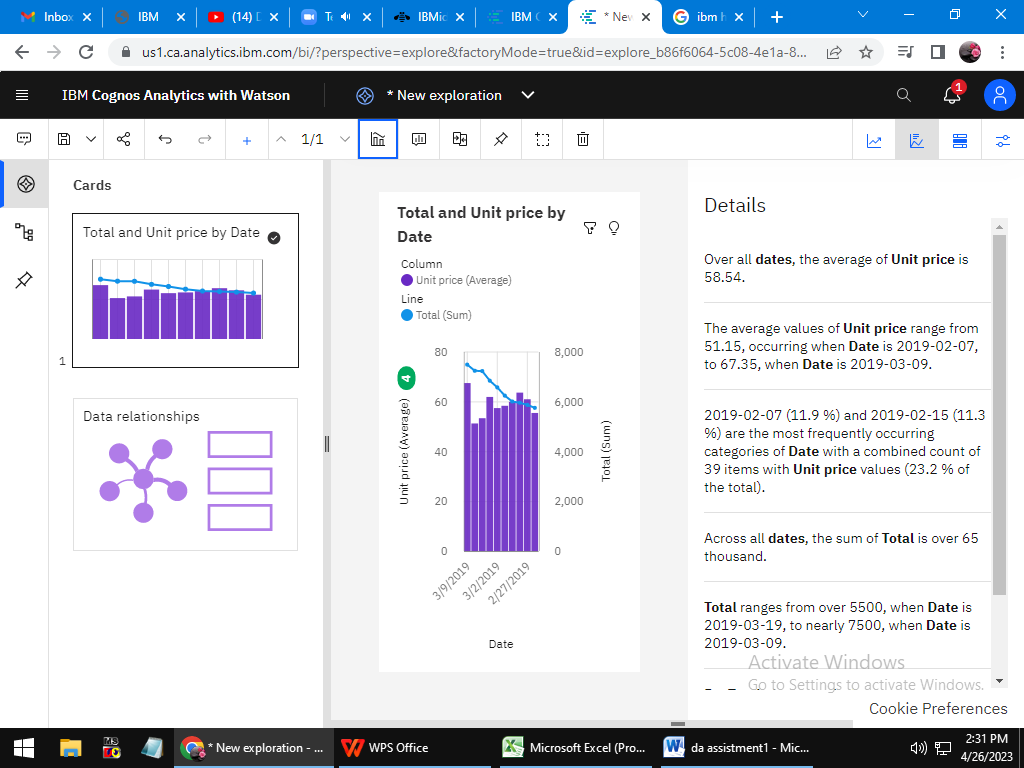 Inbox
IBM
(14)
IBMic
IBM
* New
ibm h
us1.ca.analytics.ibm.com/bi/?perspective=explore&factoryMode=true&id=explore_b86f6064-5c08-4e1a-8...
IBM Cognos Analytics with Watson
* New exploration
1
1/1
Cards
Total and Unit price by Date
1
Data relationships
Total and Unit price by
Date
Column
Unit price (Average)
Line
Total (Sum)
4
80
60
40
20
0
8,000
6,000
4,000
2,000
0
Unit price (Average)
Total (Sum)
3/9/2019
3/2/2019
2/27/2019
Date
Details
Over all dates, the average of Unit price is
58.54.
The average values of Unit price range from
51.15, occurring when Date is 2019-02-07,
to 67.35, when Date is 2019-03-09.
2019-02-07 (11.9 %) and 2019-02-15 (11.3
%) are the most frequently occurring
categories of Date with a combined count of
39 items with Unit price values (23.2 % of
the total).
Across all dates, the sum of Total is over 65
thousand.
Total ranges from over 5500, when Date is
2019-03-19, to nearly 7500, when Date is
2019-03-09.
Activate Windows
Go to Settings to activate Windows.
Cookie Preferences
* New exploration - ...
WPS Office
Microsoft Excel (Pro...
da assistment1 - Mic...
2:31 PM
4/26/2023